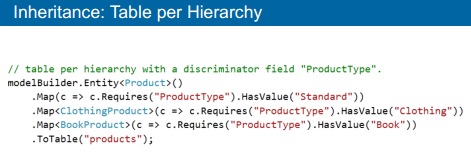 Inheritance: Table per Hierarchy
// table per hierarchy with a discriminator field "ProductType".
modelBuilder.Entity<Product>()
.Map(c => c.Requires("ProductType").HasValue("Standard"))
.Map<ClothingProduct>(c => c.Requires("ProductType").HasValue("Clothing"))
.Map<BookProduct>(c => c.Requires("ProductType").HasValue("Book"))
.ToTable("products");